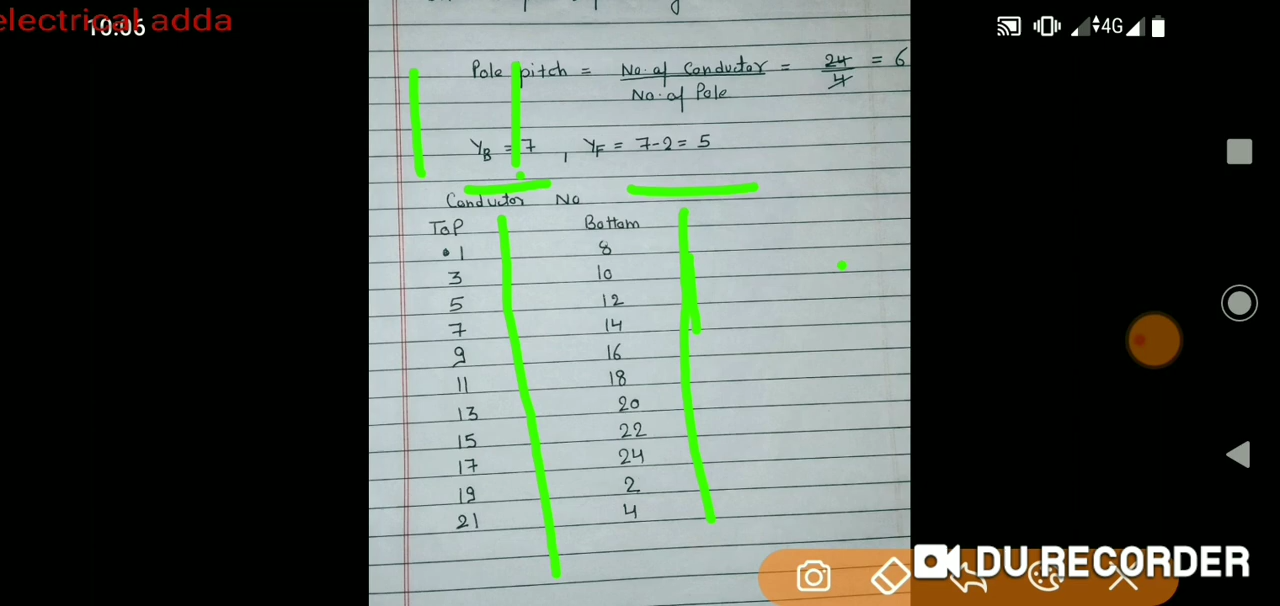 electrical adda
10:06
4G
Pole pitch = No. of Conductor / No. of Pole = 24/4 = 6
YB = 7 , YF = 7-2 = 5
Conductor No
Top Bottom
1 8
3 10
5 12
7 14
9 16
11 18
13 20
15 22
17 24
19 2
21 4
DU RECORDER